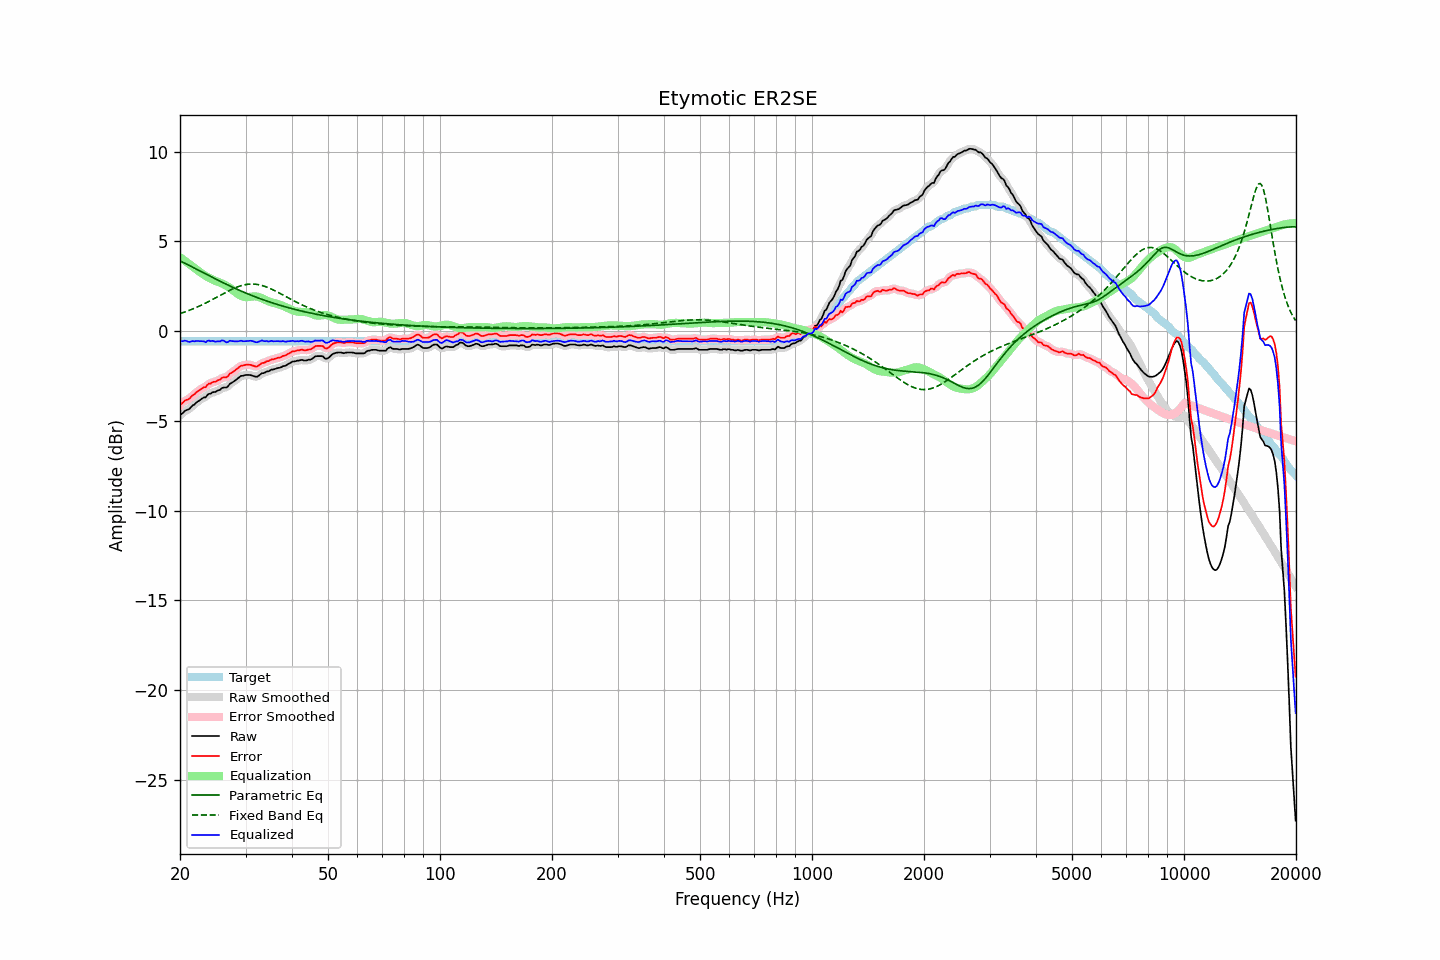 Etymotic ER2SE
Amplitude (dBr)
10
5
0
−5
−10
−15
−20
−25
Target
Raw Smoothed
Error Smoothed
Raw
Error
Equalization
Parametric Eq
Fixed Band Eq
Equalized
20 50 100 200 500 1000 2000 5000 10000 20000
Frequency (Hz)